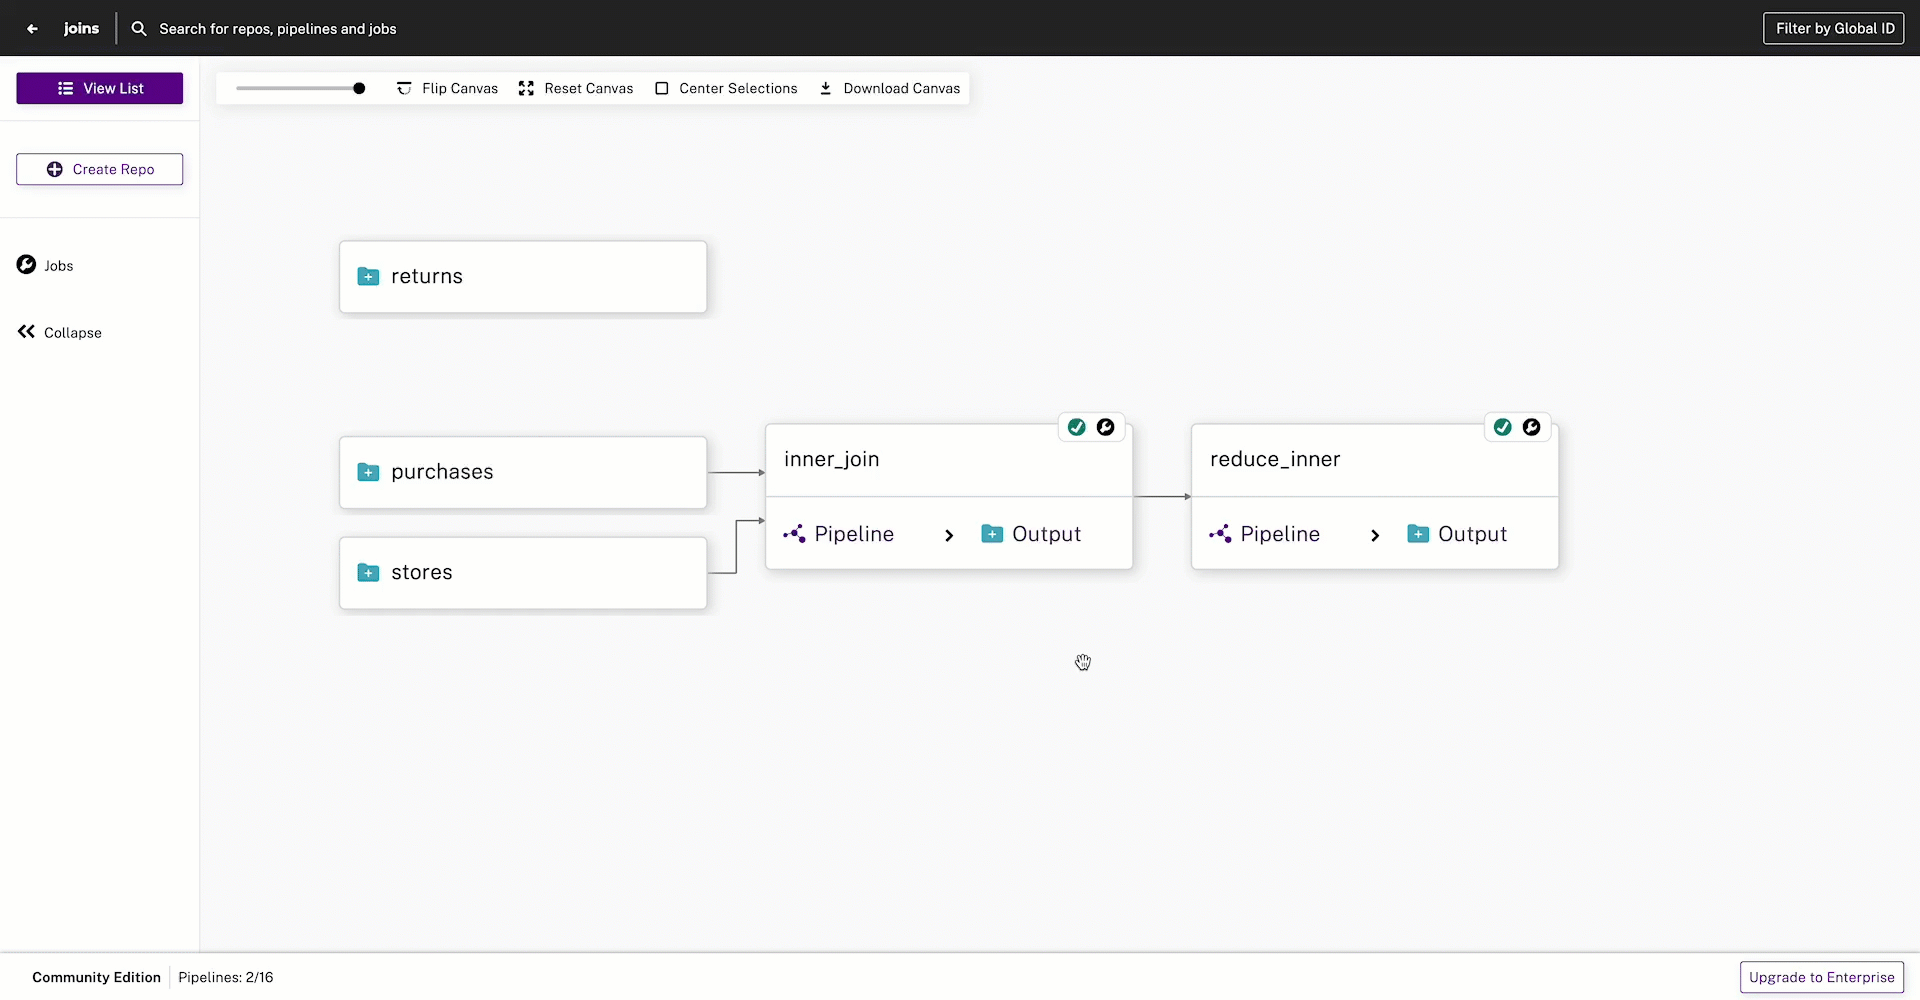 joins
Search for repos, pipelines and jobs
Filter by Global ID
View List
Flip Canvas
Reset Canvas
Center Selections
Download Canvas
Create Repo
Jobs
Collapse
returns
purchases
stores
inner_join
Pipeline
Output
reduce_inner
Pipeline
Output
Community Edition
Pipelines: 2/16
Upgrade to Enterprise